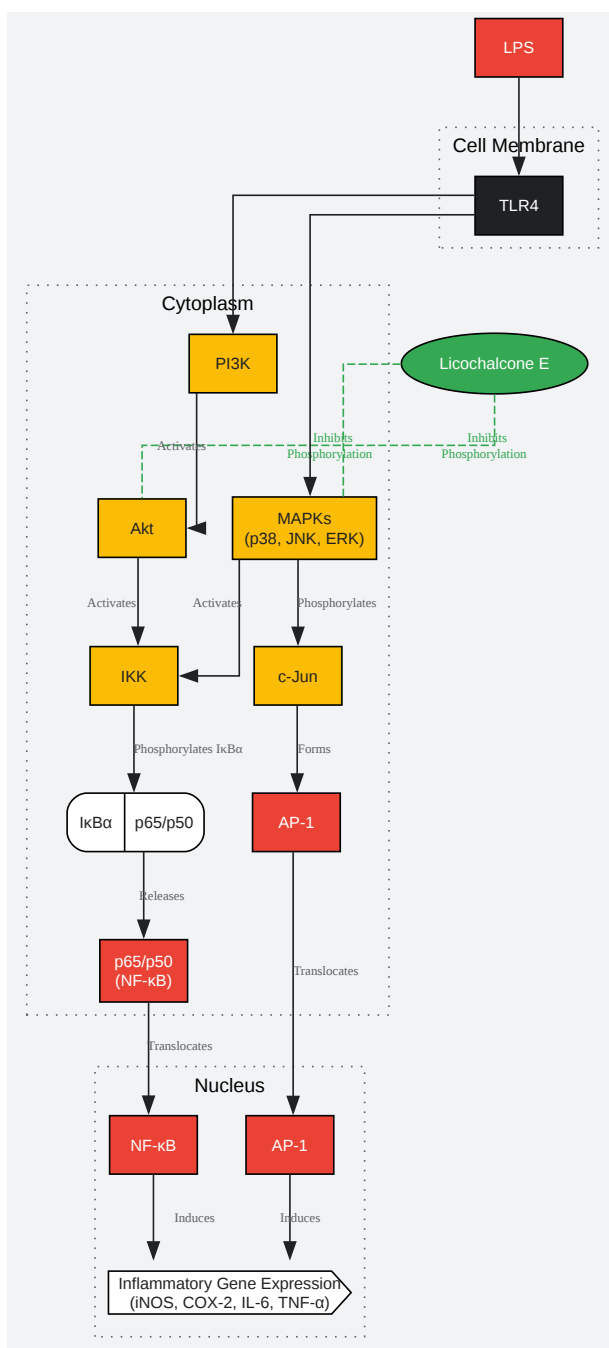 LPS
Cell Membrane
TLR4
Cytoplasm
PI3K
Licochalcone E
Activates
Inhibits
Phosphorylation
Inhibits
Phosphorylation
Akt
MAPKs
(p38, JNK, ERK)
Activates
Activates
Phosphorylates
IKK
c-Jun
Phosphorylates IκBα
Forms
IκBα
p65/p50
AP-1
Releases
p65/p50
(NF-κB)
Translocates
Translocates
Nucleus
NF-κB
AP-1
Induces
Induces
Inflammatory Gene Expression
(iNOS, COX-2, IL-6, TNF-α)